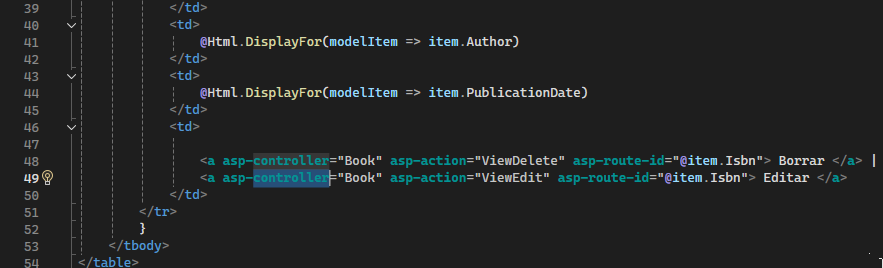 39 </td>
40 <td>
41 @Html.DisplayFor(modelItem => item.Author)
42 </td>
43 <td>
44 @Html.DisplayFor(modelItem => item.PublicationDate)
45 </td>
46 <td>
47
48 <a asp-controller="Book" asp-action="ViewDelete" asp-route-id="@item.Isbn"> Borrar </a> |
49 <a asp-controller="Book" asp-action="ViewEdit" asp-route-id="@item.Isbn"> Editar </a>
50 </td>
51 </tr>
52 }
53 </tbody>
54 </table>